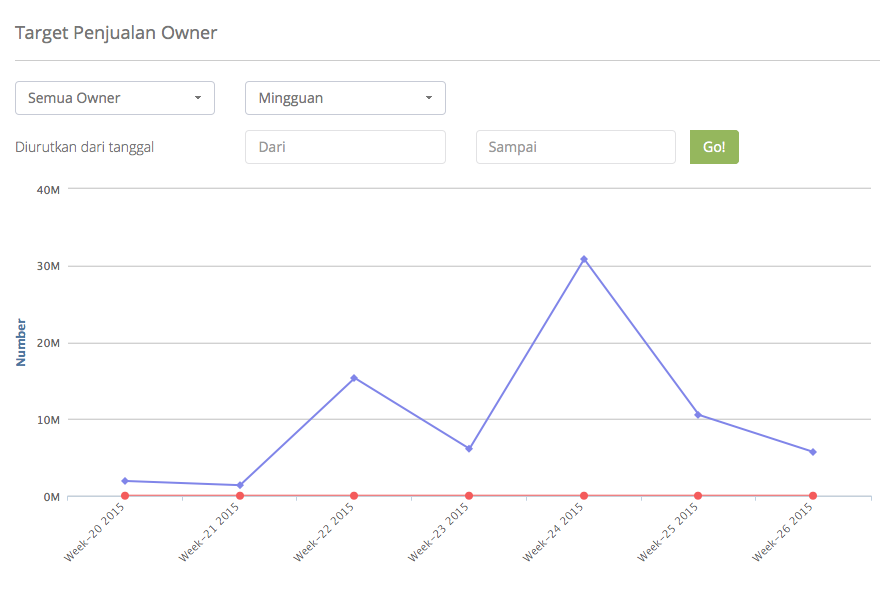 Target Penjualan Owner
Semua Owner
Mingguan
Diurutkan dari tanggal
Dari
Sampai
Go!
40M
30M
20M
10M
0M
Number
Week-20 2015
Week-21 2015
Week-22 2015
Week-23 2015
Week-24 2015
Week-25 2015
Week-26 2015